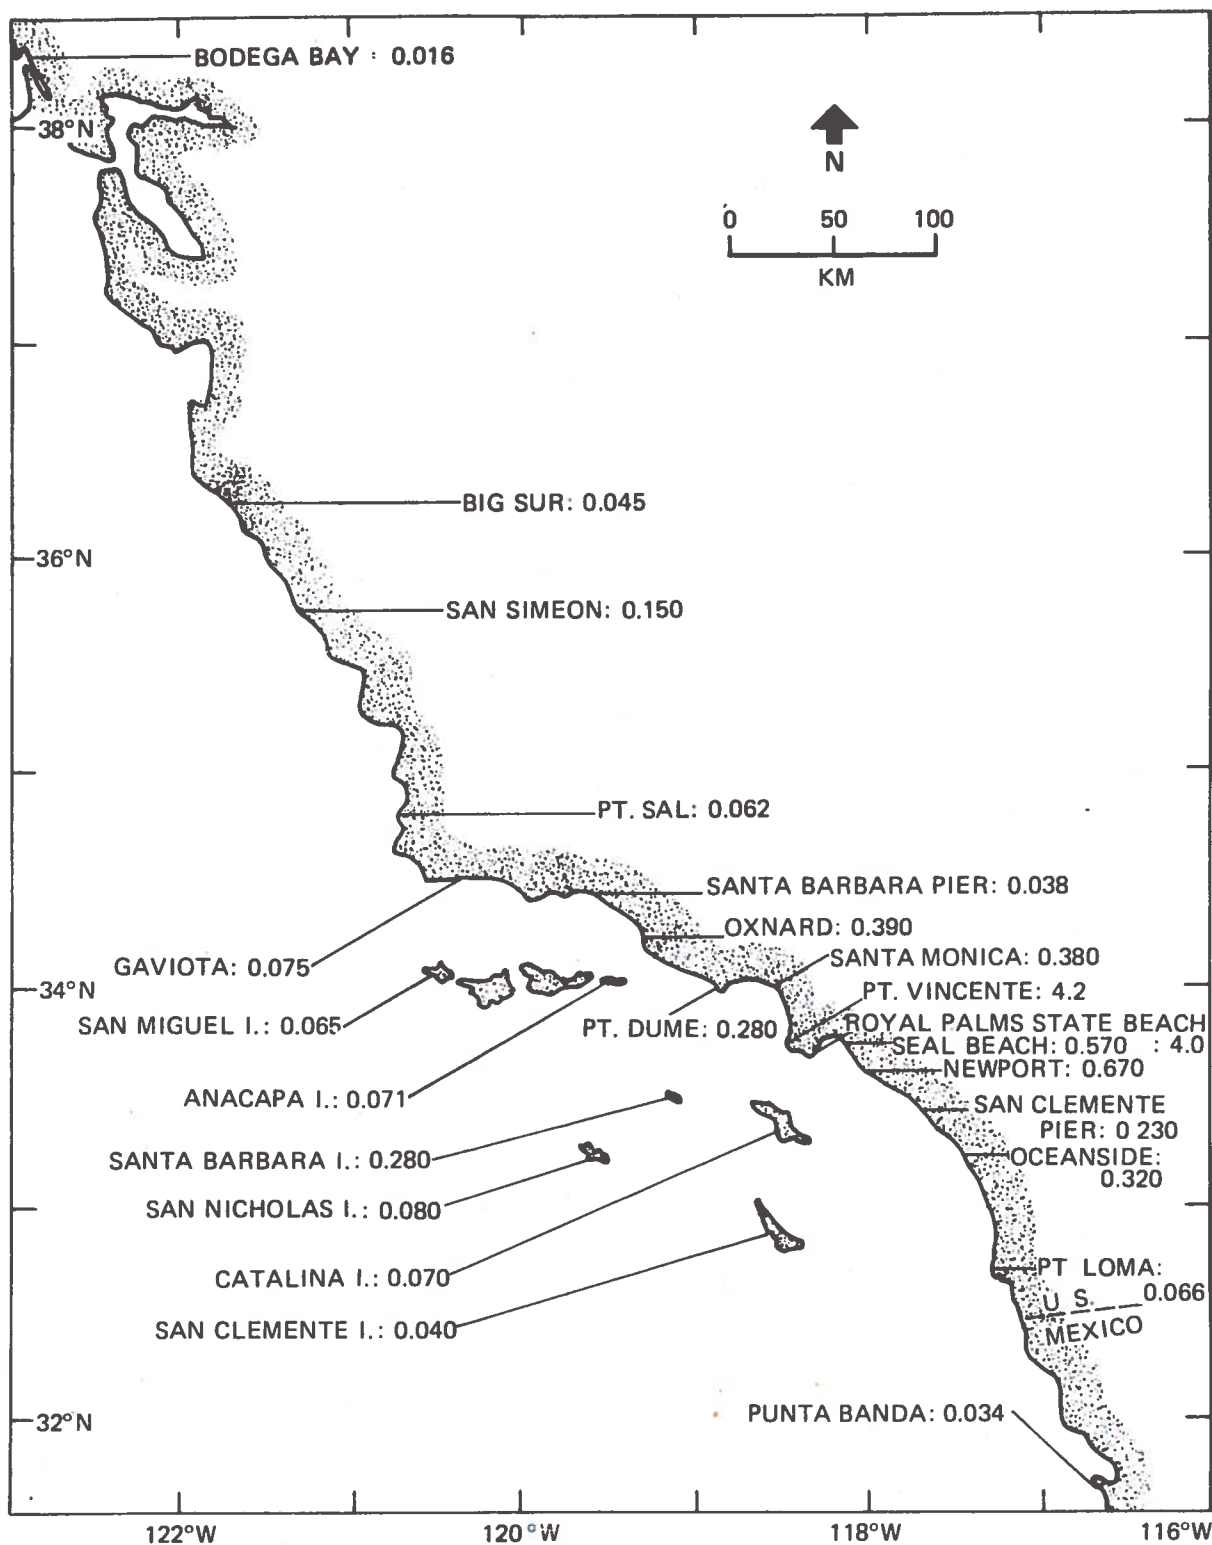 BODEGA BAY : 0.016
38°N
N
0 50 100
KM
BIG SUR: 0.045
36°N
SAN SIMEON: 0.150
PT. SAL: 0.062
SANTA BARBARA PIER: 0.038
OXNARD: 0.390
SANTA MONICA: 0.380
GAVIOTA: 0.075
34°N
PT. VINCENTE: 4.2
SAN MIGUEL I.: 0.065
PT. DUME: 0.280
ROYAL PALMS STATE BEACH
: 4.0
SEAL BEACH: 0.570
NEWPORT: 0.670
ANACAPA I.: 0.071
SAN CLEMENTE
PIER: 0 230
SANTA BARBARA I.: 0.280
OCEANSIDE:
0.320
SAN NICHOLAS I.: 0.080
CATALINA I.: 0.070
PT LOMA:
0.066
U S.
MEXICO
SAN CLEMENTE I.: 0.040
PUNTA BANDA: 0.034
32°N
122°W 120°W 118°W 116°W